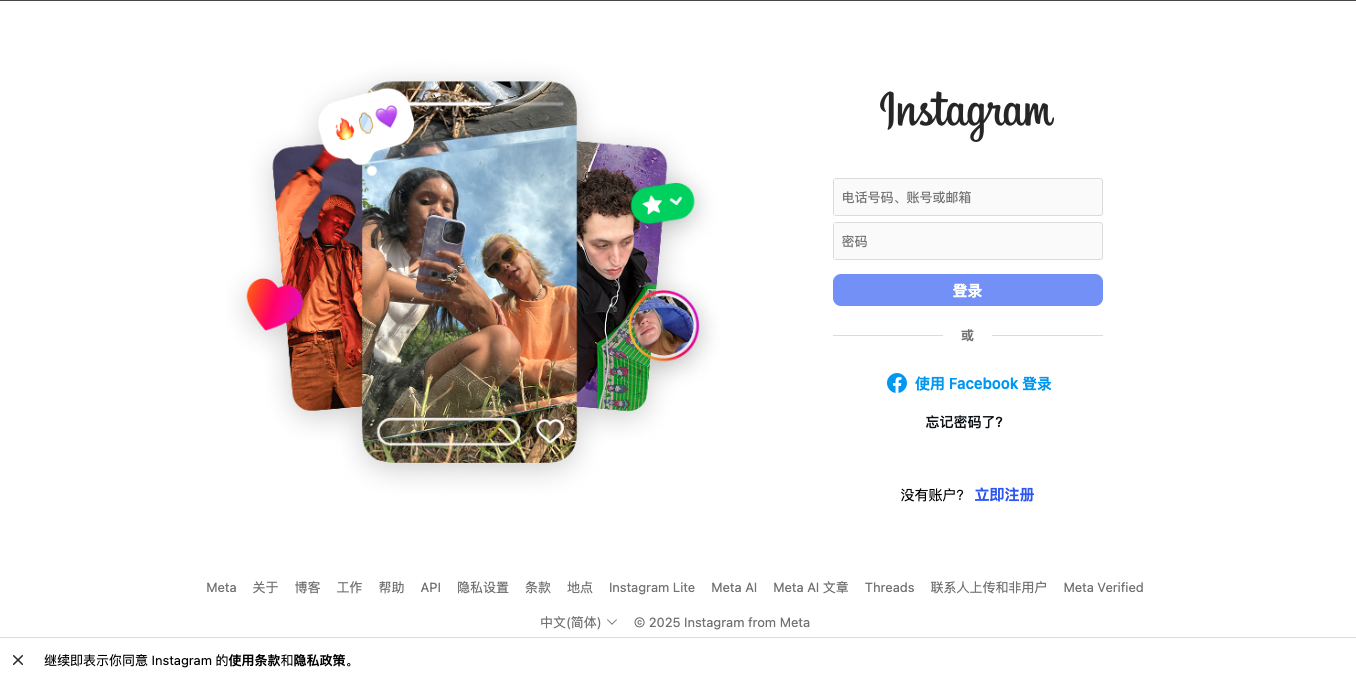 Instagram
电话号码、账号或邮箱
密码
登录
或
使用 Facebook 登录
忘记密码了?
没有账户? 立即注册
Meta 关于 博客 工作 帮助 API 隐私设置 条款 地点 Instagram Lite Meta AI Meta AI 文章 Threads 联系人上传和非用户 Meta Verified
中文(简体) © 2025 Instagram from Meta
继续即表示你同意 Instagram 的使用条款和隐私政策。